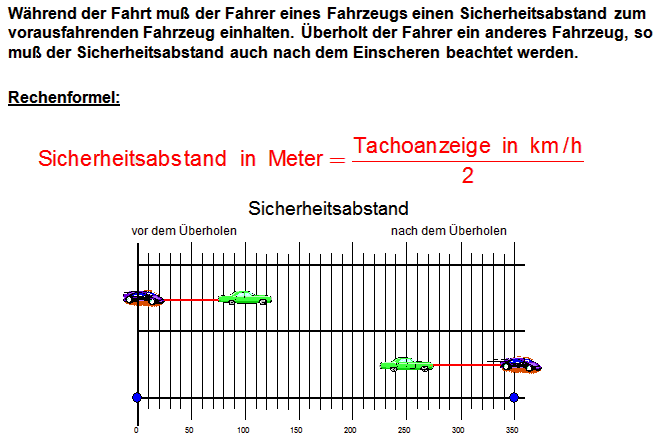 Während der Fahrt muß der Fahrer eines Fahrzeugs einen Sicherheitsabstand zum
vorausfahrenden Fahrzeug einhalten. Überholt der Fahrer ein anderes Fahrzeug, so
muß der Sicherheitsabstand auch nach dem Einscheren beachtet werden.
Rechenformel:
Sicherheitsabstand in Meter = Tachoanzeige in km/h
2
Sicherheitsabstand
vor dem Überholen nach dem Überholen
0 50 100 150 200 250 300 350